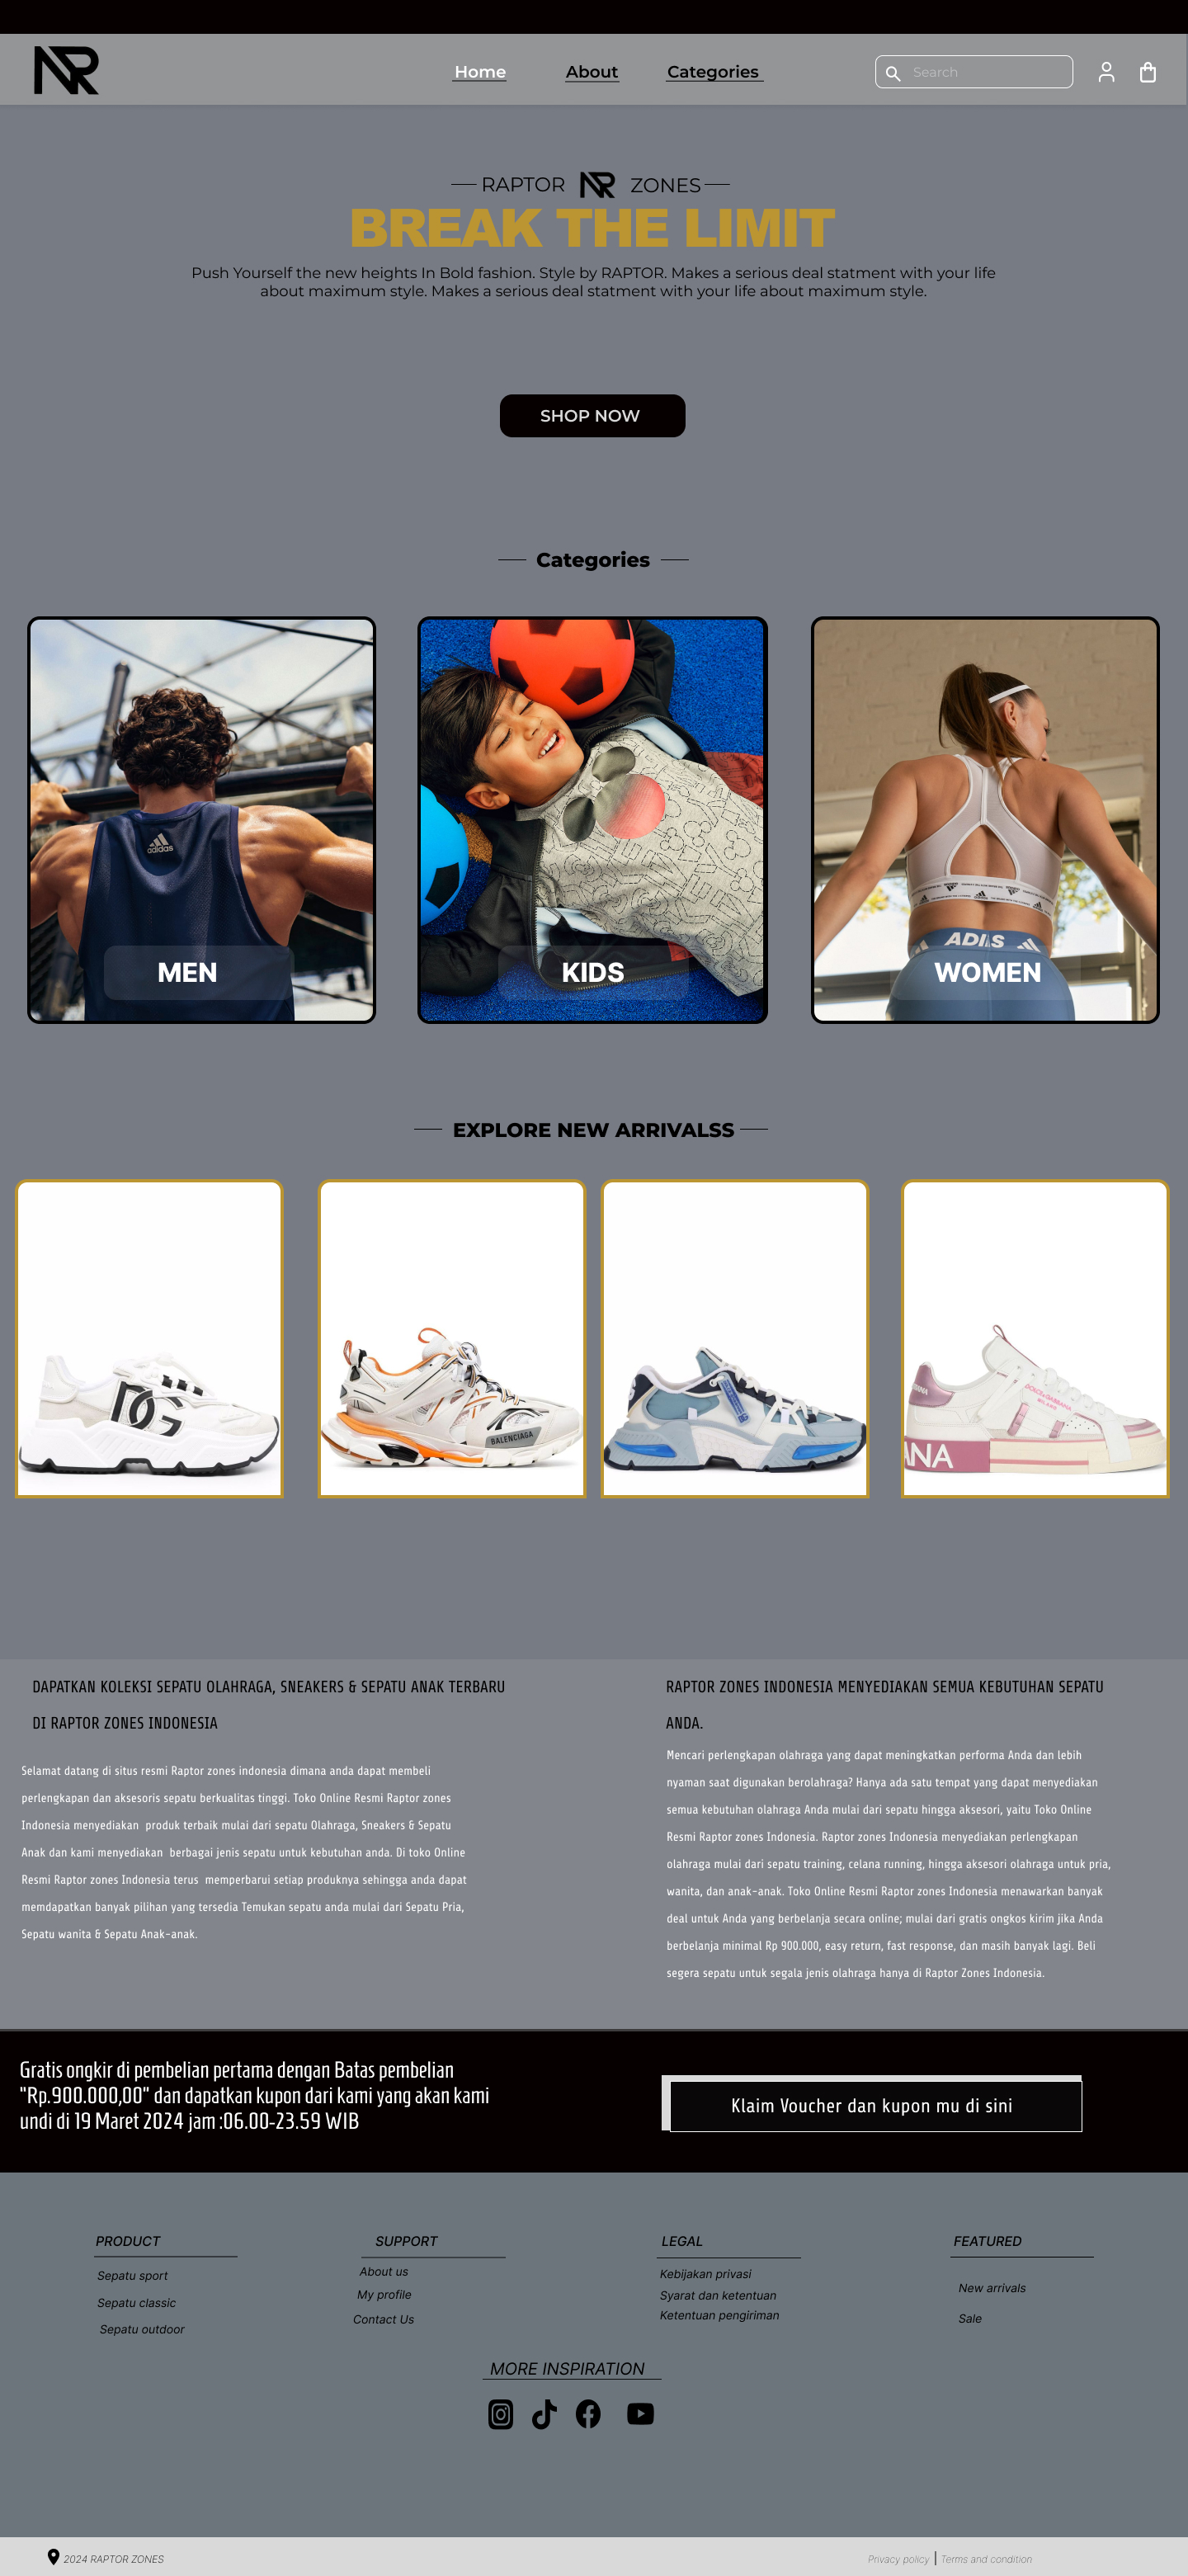 NR
Home About Categories Search
RAPTOR NR ZONES
BREAK THE LIMIT
Push Yourself the new heights In Bold fashion. Style by RAPTOR. Makes a serious deal statment with your life
about maximum style. Makes a serious deal statment with your life about maximum style.
SHOP NOW
Categories
adidas
MEN
KIDS
ADIS
WOMEN
EXPLORE NEW ARRIVALSS
DG
BALENCIAGA
DOLCE & GABBANA
MILANO
BANA
ANA
DAPATKAN KOLEKSI SEPATU OLAHRAGA, SNEAKERS & SEPATU ANAK TERBARU
DI RAPTOR ZONES INDONESIA
Selamat datang di situs resmi Raptor zones indonesia dimana anda dapat membeli
perlengkapan dan aksesoris sepatu berkualitas tinggi. Toko Online Resmi Raptor zones
Indonesia menyediakan  produk terbaik mulai dari sepatu Olahraga, Sneakers & Sepatu
Anak dan kami menyediakan  berbagai jenis sepatu untuk kebutuhan anda. Di toko Online
Resmi Raptor zones Indonesia terus  memperbarui setiap produknya sehingga anda dapat
memdapatkan banyak pilihan yang tersedia Temukan sepatu anda mulai dari Sepatu Pria,
Sepatu wanita & Sepatu Anak-anak.
RAPTOR ZONES INDONESIA MENYEDIAKAN SEMUA KEBUTUHAN SEPATU
ANDA.
Mencari perlengkapan olahraga yang dapat meningkatkan performa Anda dan lebih
nyaman saat digunakan berolahraga? Hanya ada satu tempat yang dapat menyediakan
semua kebutuhan olahraga Anda mulai dari sepatu hingga aksesori, yaitu Toko Online
Resmi Raptor zones Indonesia. Raptor zones Indonesia menyediakan perlengkapan
olahraga mulai dari sepatu training, celana running, hingga aksesori olahraga untuk pria,
wanita, dan anak-anak. Toko Online Resmi Raptor zones Indonesia menawarkan banyak
deal untuk Anda yang berbelanja secara online; mulai dari gratis ongkos kirim jika Anda
berbelanja minimal Rp 900.000, easy return, fast response, dan masih banyak lagi. Beli
segera sepatu untuk segala jenis olahraga hanya di Raptor Zones Indonesia.
Gratis ongkir di pembelian pertama dengan Batas pembelian
"Rp.900.000,00" dan dapatkan kupon dari kami yang akan kami
undi di 19 Maret 2024 jam :06.00-23.59 WIB
Klaim Voucher dan kupon mu di sini
PRODUCT
Sepatu sport
Sepatu classic
Sepatu outdoor
SUPPORT
About us
My profile
Contact Us
LEGAL
Kebijakan privasi
Syarat dan ketentuan
Ketentuan pengiriman
FEATURED
New arrivals
Sale
MORE INSPIRATION
2024 RAPTOR ZONES
Privacy policy | Terms and condition